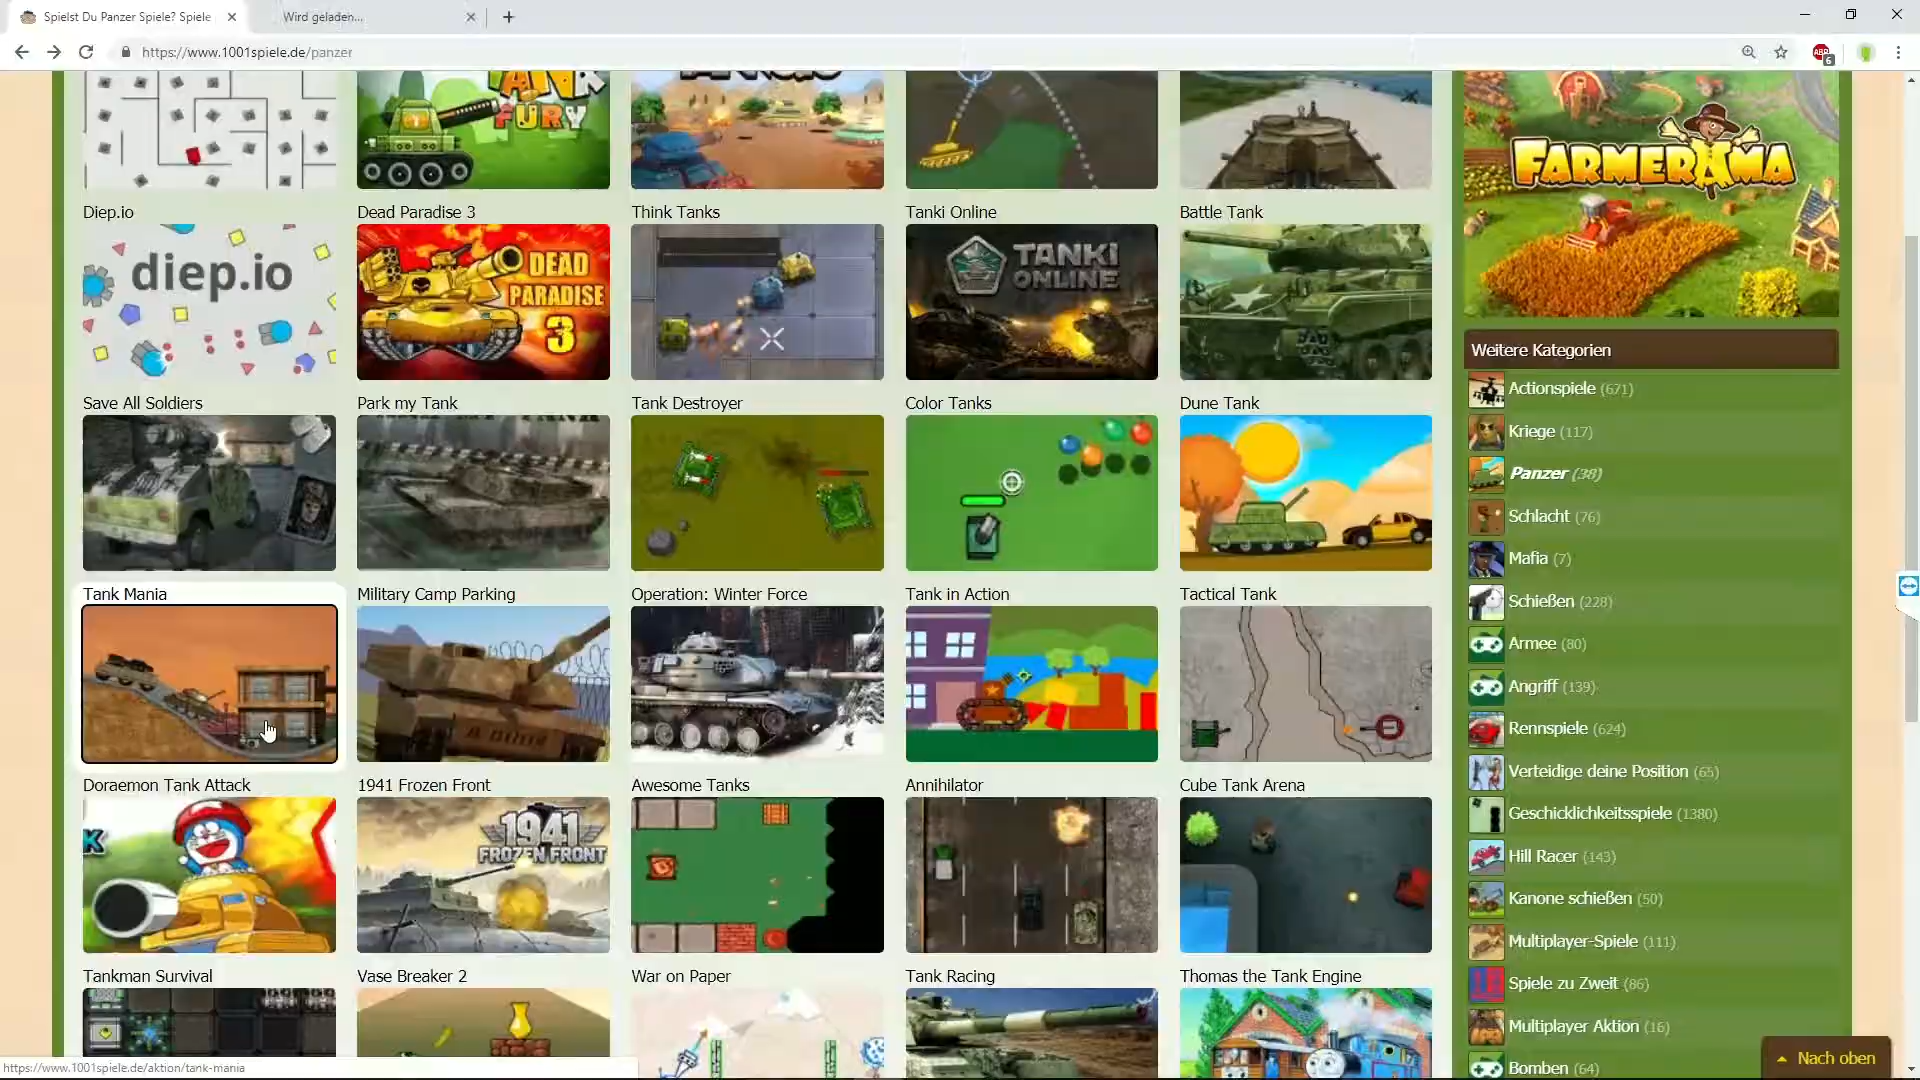 Spielst Du Panzer Spiele? Spiele
Wird geladen...
https://www.1001spiele.de/panzer
ABP
6
TANK
FURY
FARMERAMA
Diep.io
Dead Paradise 3
Think Tanks
Tanki Online
Battle Tank
diep.io
DEAD
PARADISE
3
TANKI
ONLINE
Weitere Kategorien
Actionspiele (671)
Kriege (117)
Panzer (38)
Schlacht (76)
Mafia (7)
Schießen (228)
Armee (80)
Angriff (139)
Rennspiele (624)
Verteidige deine Position (65)
Geschicklichkeitsspiele (1380)
Hill Racer (143)
Kanone schießen (50)
Multiplayer-Spiele (111)
Spiele zu Zweit (86)
Multiplayer Aktion (16)
Bomben (64)
Save All Soldiers
Park my Tank
Tank Destroyer
Color Tanks
Dune Tank
Tank Mania
Military Camp Parking
Operation: Winter Force
Tank in Action
Tactical Tank
Doraemon Tank Attack
1941 Frozen Front
Awesome Tanks
Annihilator
Cube Tank Arena
1941
FROZEN FRONT
Tankman Survival
Vase Breaker 2
War on Paper
Tank Racing
Thomas the Tank Engine
Nach oben
https://www.1001spiele.de/aktion/tank-mania